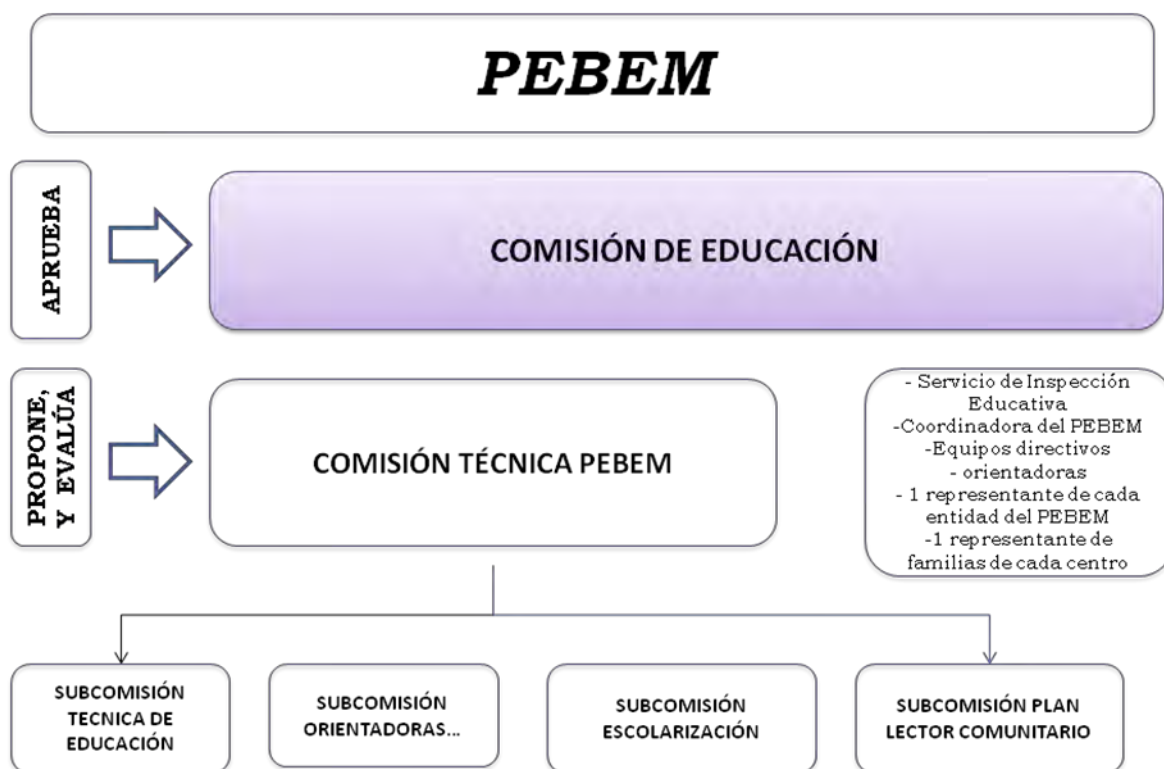 PEBEM
APRUEBA
COMISIÓN DE EDUCACIÓN
PROPONE,
Y EVALÚA
COMISIÓN TÉCNICA PEBEM
- Servicio de Inspección
Educativa
-Coordinadora del PEBEM
-Equipos directivos
- orientadoras
- 1 representante de cada
entidad del PEBEM
-1 representante de
familias de cada centro
SUBCOMISIÓN
TECNICA DE
EDUCACIÓN
SUBCOMISIÓN
ORIENTADORAS...
SUBCOMISIÓN
ESCOLARIZACIÓN
SUBCOMISIÓN PLAN
LECTOR COMUNITARIO